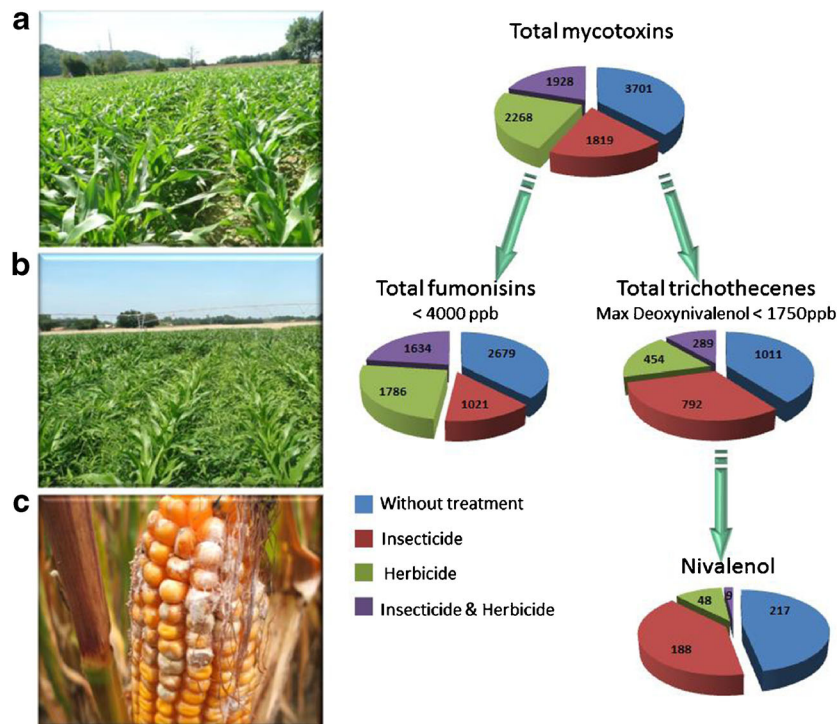 a
Total mycotoxins
1928
3701
2268
1819
b
Total fumonisins
< 4000 ppb
1634
2679
1786
1021
Total trichothecenes
Max Deoxynivalenol < 1750ppb
289
1011
454
792
c
Without treatment
Insecticide
Herbicide
Insecticide & Herbicide
Nivalenol
48
9
217
188